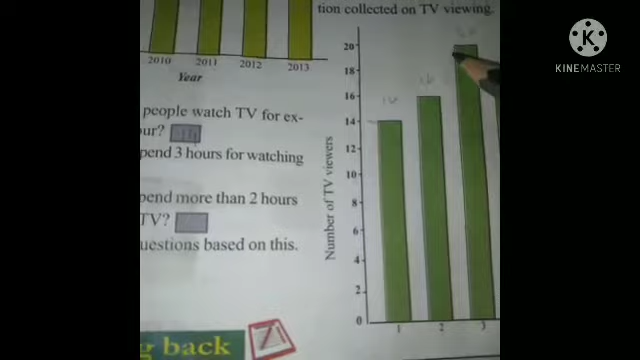 tion collected on TV viewing.
2010 2011 2012 2013
Year
people watch TV for ex-
our? 14
pend 3 hours for watching
pend more than 2 hours
TV?
uestions based on this.
g back
Number of TV viewers
20
18
16
14
12
10
8
6
4
2
0
1 2 3
14 16 20
KINEMASTER